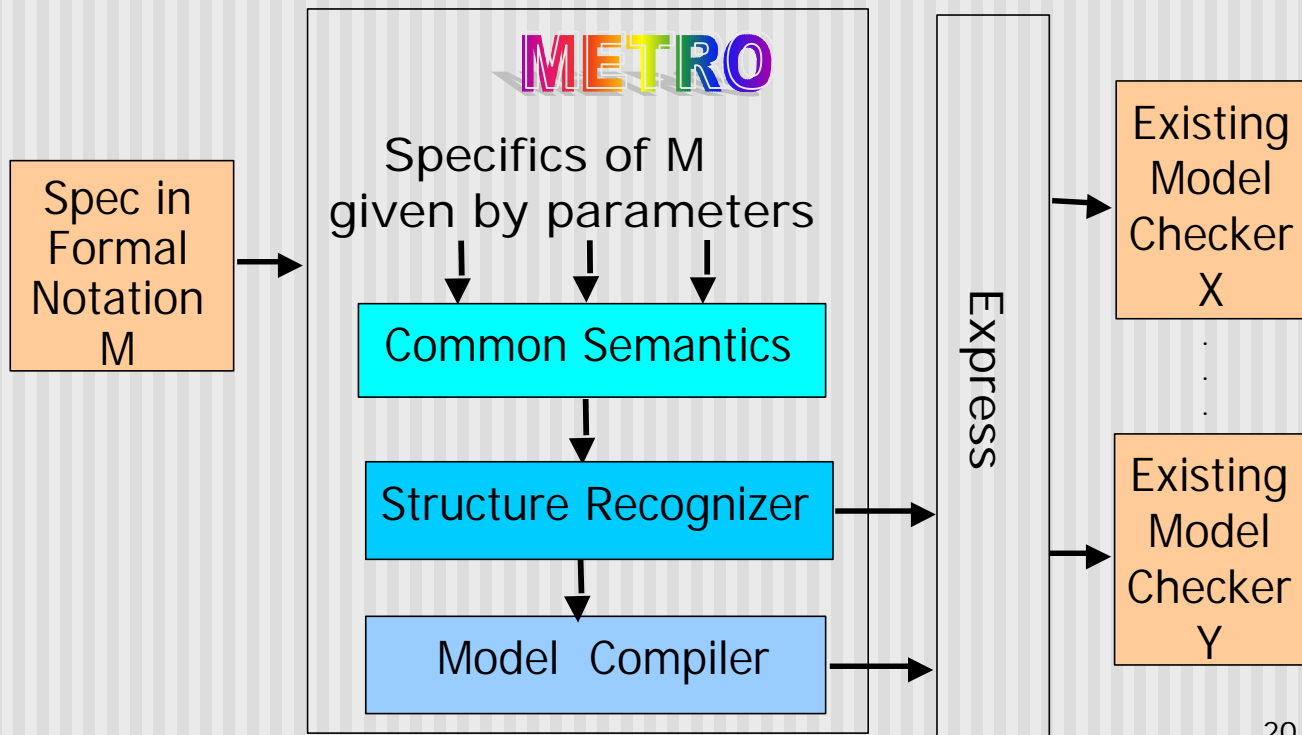 METRO
Spec in
Formal
Notation
M
Specifics of M
given by parameters
Common Semantics
Structure Recognizer
Model Compiler
Express
Existing
Model
Checker
X
.
.
.
Existing
Model
Checker
Y
20